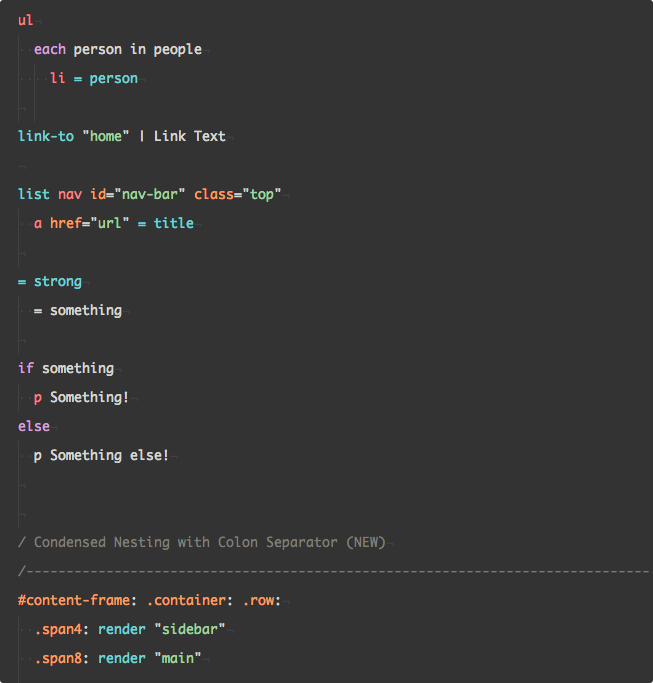 ul
each person in people
li = person
link-to "home" | Link Text
list nav id="nav-bar" class="top"
a href="url" = title
= strong
= something
if something
p Something!
else
p Something else!
/ Condensed Nesting with Colon Separator (NEW)
/------------------------------------------------------------------------------
#content-frame: .container: .row:
.span4: render "sidebar"
.span8: render "main"